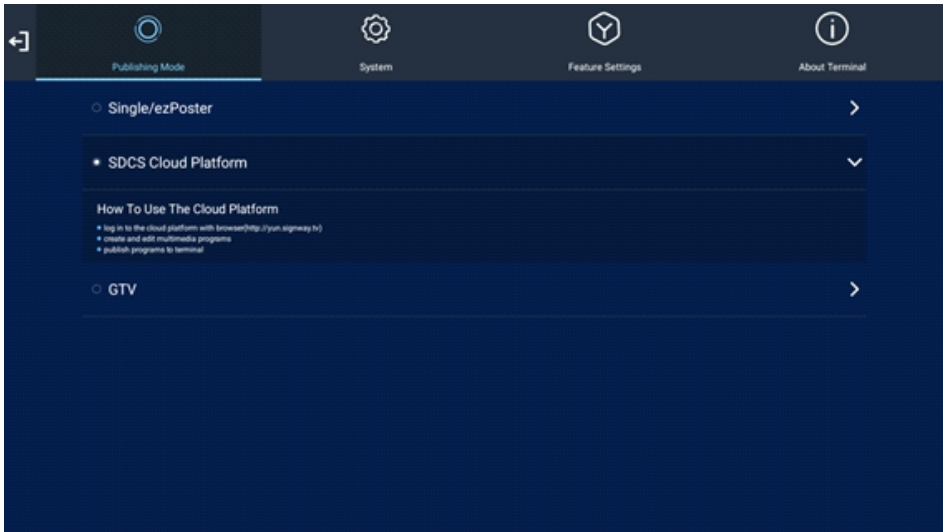 Publishing Mode
System
Feature Settings
About Terminal
Single/ezPoster
SDCS Cloud Platform
How To Use The Cloud Platform
log in to the cloud platform with browser(http://yun.signway.tv)
create and edit multimedia programs
publish programs to terminal
GTV